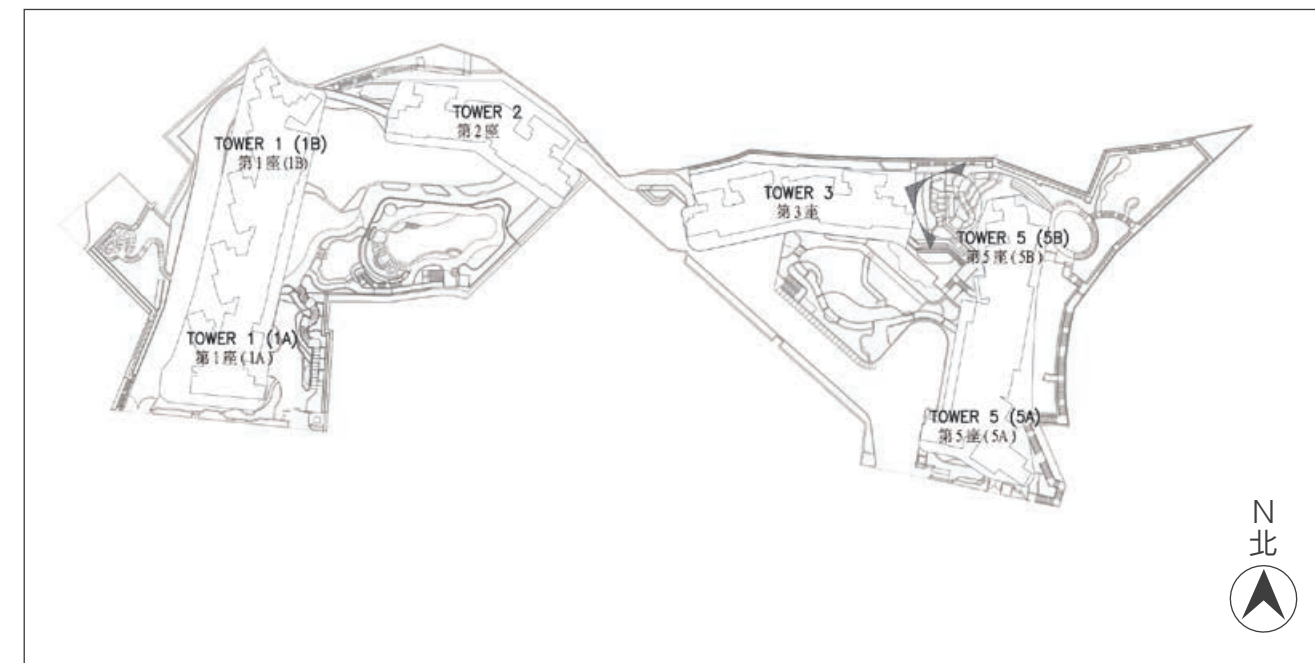 TOWER 2
第2座
TOWER 1 (1B)
第1座(1B)
TOWER 3
第3座
TOWER 5 (5B)
第5座(5B)
TOWER 1 (1A)
第1座(1A)
TOWER 5 (5A)
第5座(5A)
N
北